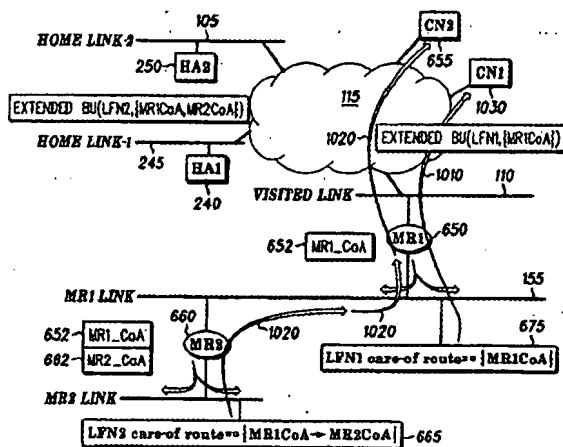 HOME LINK-2
105
CN2
250
HA2
655
CN1
115
1030
EXTENDED BU(LFN2,{MR1CoA,MR2CoA})
1020
EXTENDED BU(LFN1,{MR1CoA})
HOME LINK-1
245
HA1
240
1010
VISITED LINK
110
652
MR1_CoA
MR1
650
MR1 LINK
155
652
MR1_CoA
660
1020
1020
675
662
MR2_CoA
MR2
LFN1 care-of route={MR1CoA}
MR2 LINK
LFN2 care-of route={MR1CoA→MR2CoA}
665